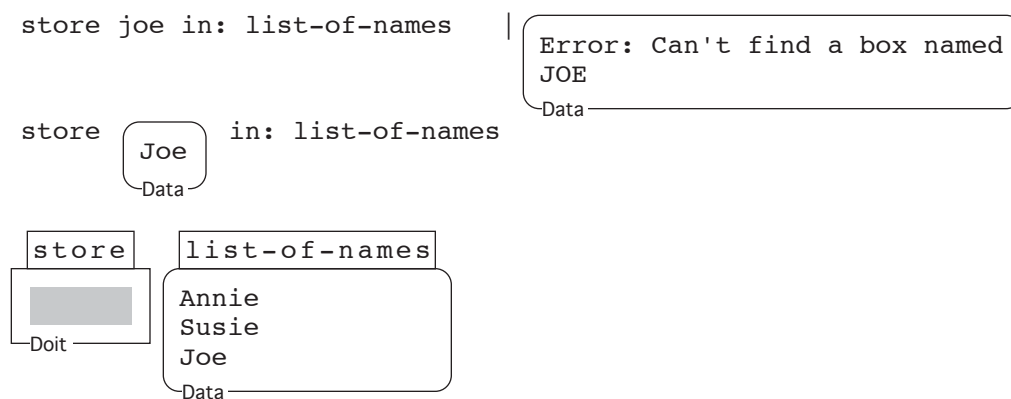 store joe in: list-of-names | Error: Can't find a box named
JOE
Data
store Joe in: list-of-names
Data
store list-of-names
Annie
Susie
Joe
Doit
Data